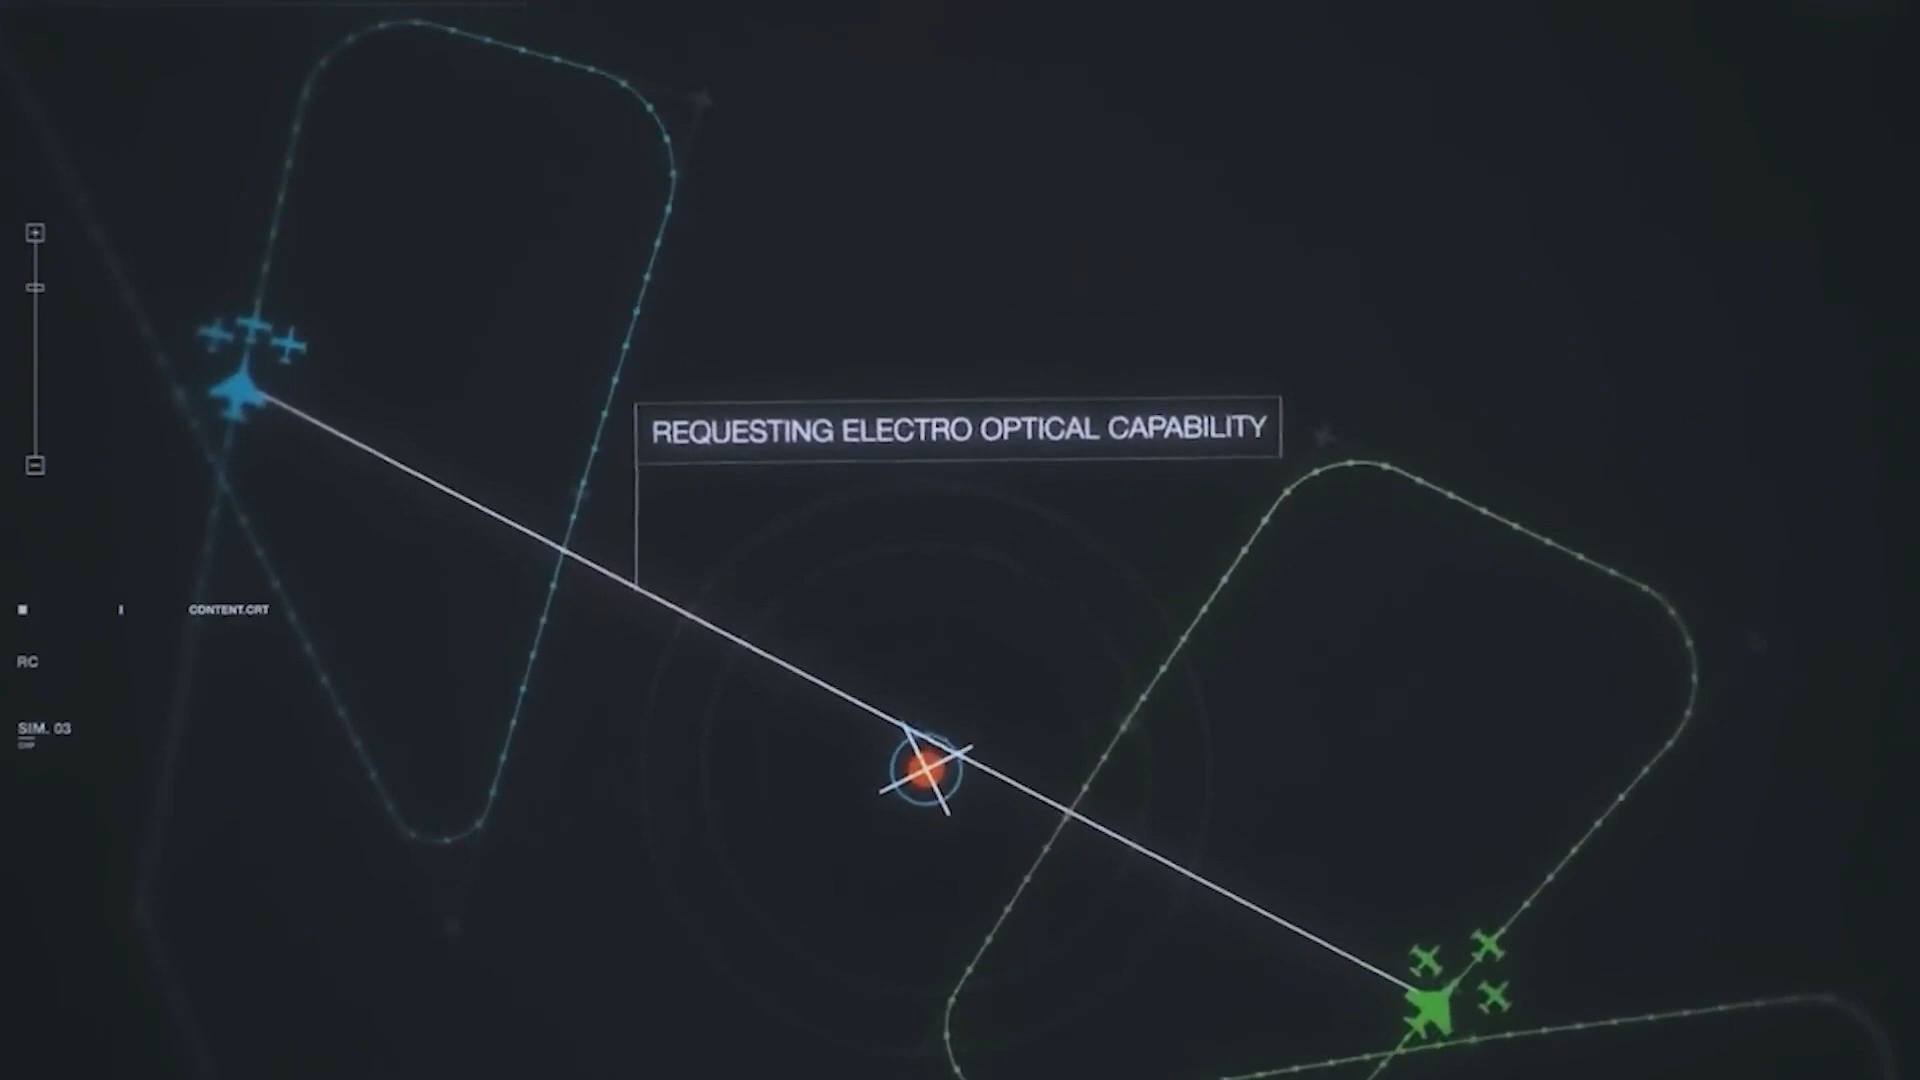 REQUESTING ELECTRO OPTICAL CAPABILITY
CONTENT.CRT
RC
SIM. 03